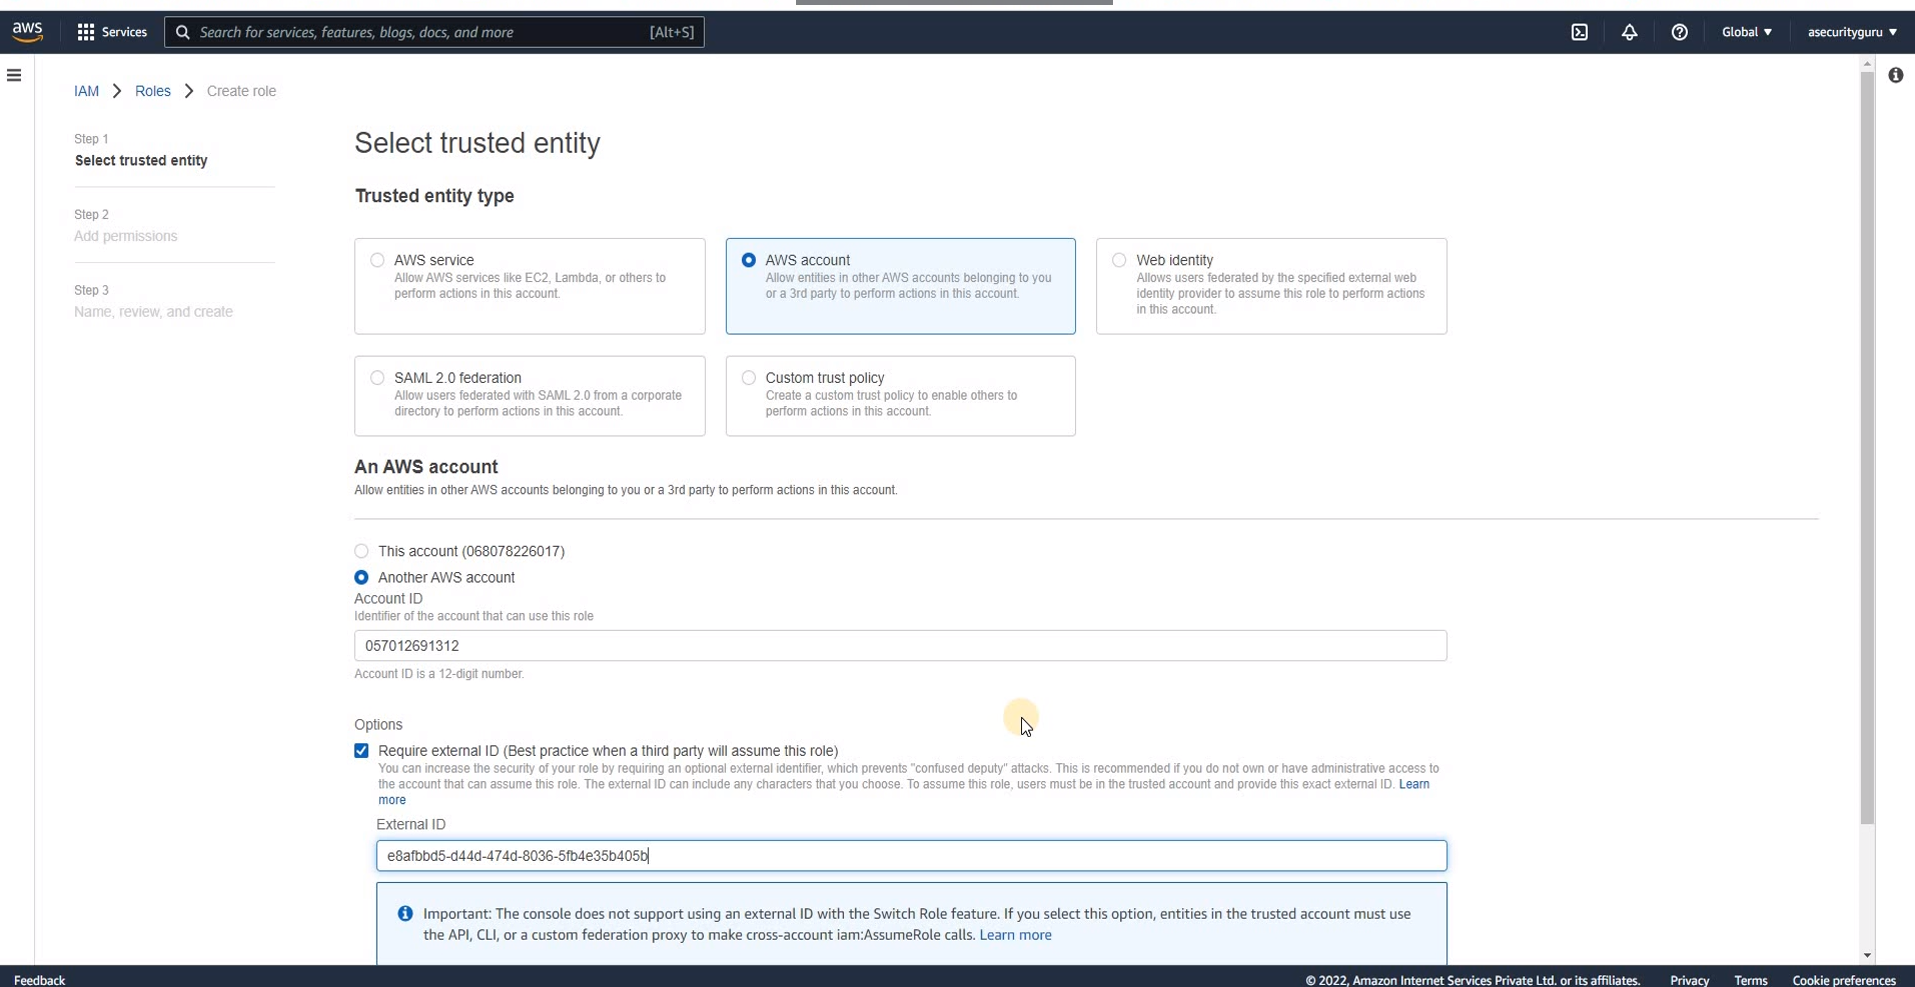 aws
Services
Search for services, features, blogs, docs, and more [Alt+S]
Global ▼
asecurityguru ▼
IAM > Roles > Create role
Step 1
Select trusted entity
Step 2
Add permissions
Step 3
Name, review, and create
Select trusted entity
Trusted entity type
AWS service
Allow AWS services like EC2, Lambda, or others to
perform actions in this account.
AWS account
Allow entities in other AWS accounts belonging to you
or a 3rd party to perform actions in this account.
Web identity
Allows users federated by the specified external web
identity provider to assume this role to perform actions
in this account.
SAML 2.0 federation
Allow users federated with SAML 2.0 from a corporate
directory to perform actions in this account.
Custom trust policy
Create a custom trust policy to enable others to
perform actions in this account.
An AWS account
Allow entities in other AWS accounts belonging to you or a 3rd party to perform actions in this account.
This account (068078226017)
Another AWS account
Account ID
Identifier of the account that can use this role
057012691312
Account ID is a 12-digit number.
Options
Require external ID (Best practice when a third party will assume this role)
You can increase the security of your role by requiring an optional external identifier, which prevents "confused deputy" attacks. This is recommended if you do not own or have administrative access to
the account that can assume this role. The external ID can include any characters that you choose. To assume this role, users must be in the trusted account and provide this exact external ID. Learn
more
External ID
e8afbbd5-d44d-474d-8036-5fb4e35b405b
Important: The console does not support using an external ID with the Switch Role feature. If you select this option, entities in the trusted account must use
the API, CLI, or a custom federation proxy to make cross-account iam:AssumeRole calls. Learn more
Feedback
© 2022, Amazon Internet Services Private Ltd. or its affiliates.
Privacy
Terms
Cookie preferences